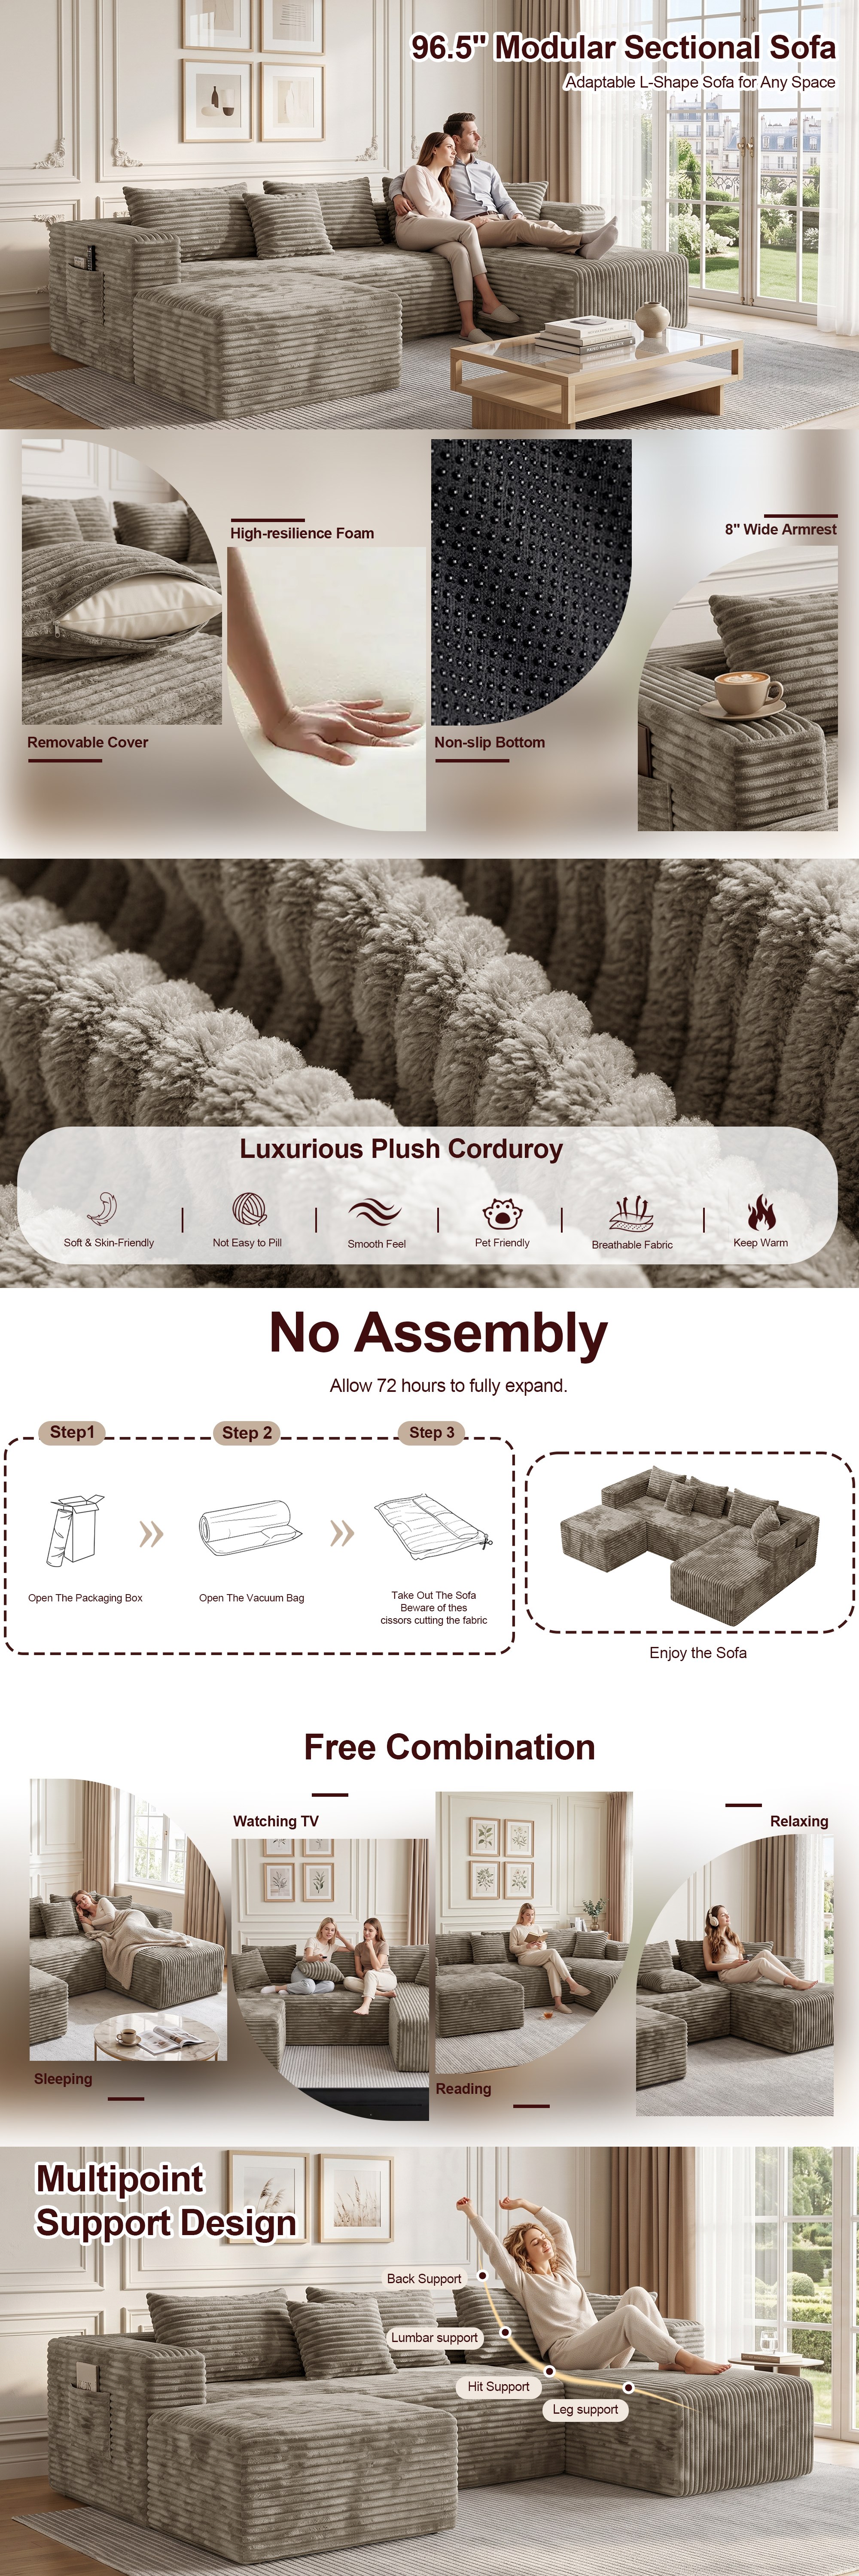 96.5" Modular Sectional Sofa
Adaptable L-Shape Sofa for Any Space
High-resilience Foam
8" Wide Armrest
Removable Cover
Non-slip Bottom
Luxurious Plush Corduroy
Soft & Skin-Friendly
Not Easy to Pill
Smooth Feel
Pet Friendly
Breathable Fabric
Keep Warm
No Assembly
Allow 72 hours to fully expand.
Step1
Step 2
Step 3
Open The Packaging Box
Open The Vacuum Bag
Take Out The Sofa
Beware of thes
cissors cutting the fabric
Enjoy the Sofa
Free Combination
Watching TV
Relaxing
Sleeping
Reading
Multipoint
Support Design
Back Support
Lumbar support
Hit Support
Leg support